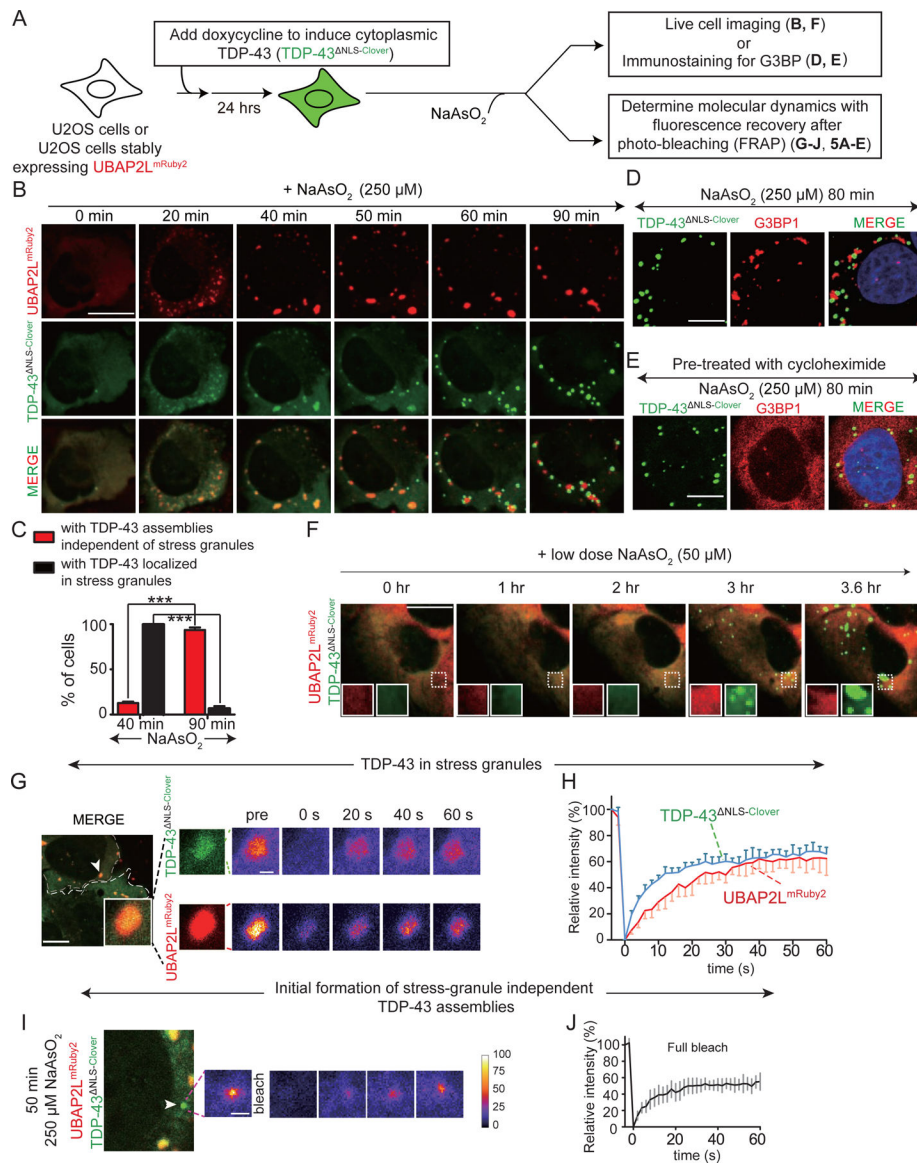 A
Add doxycycline to induce cytoplasmic
TDP-43 (TDP-43ΔNLS-Clover)
24 hrs
U2OS cells or
U2OS cells stably
expressing UBAP2LmRuby2
NaAsO2
Live cell imaging (B, F)
or
Immunostaining for G3BP (D, E)
Determine molecular dynamics with
fluorescence recovery after
photo-bleaching (FRAP) (G-J, 5A-E)
B
+ NaAsO2 (250 µM)
0 min 20 min 40 min 50 min 60 min 90 min
UBAP2LmRuby2
TDP-43ΔNLS-Clover
MERGE
D
NaAsO2 (250 µM) 80 min
TDP-43ΔNLS-Clover G3BP1 MERGE
E
Pre-treated with cycloheximide
NaAsO2 (250 µM) 80 min
TDP-43ΔNLS-Clover G3BP1 MERGE
C
with TDP-43 assemblies
independent of stress granules
with TDP-43 localized
in stress granules
***
***
% of cells
100
50
0
40 min 90 min
NaAsO2
F
+ low dose NaAsO2 (50 µM)
0 hr 1 hr 2 hr 3 hr 3.6 hr
UBAP2LmRuby2
TDP-43ΔNLS-Clover
TDP-43 in stress granules
G
MERGE
TDP-43ΔNLS-Clover
UBAP2LmRuby2
pre 0 s 20 s 40 s 60 s
H
Relative intensity (%)
100
80
60
40
20
0
TDP-43ΔNLS-Clover
UBAP2LmRuby2
0 10 20 30 40 50 60
time (s)
Initial formation of stress-granule independent
TDP-43 assemblies
I
50 min
250 µM NaAsO2
UBAP2LmRuby2
TDP-43ΔNLS-Clover
bleach
100
75
50
25
0
J
Relative intensity (%)
100
80
60
40
20
0
Full bleach
0 20 40 60
time (s)